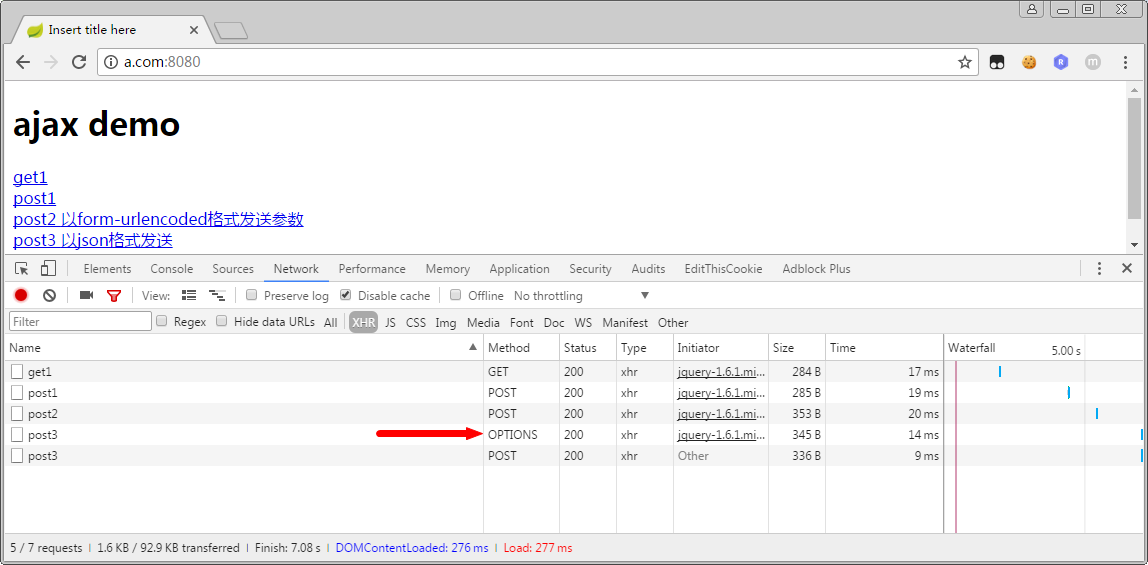 Insert title here
a.com:8080
ajax demo
get1
post1
post2 以form-urlencoded格式发送参数
post3 以json格式发送
Elements Console Sources Network Performance Memory Application Security Audits EditThisCookie Adblock Plus
View: Preserve log Disable cache Offline No throttling
Filter Regex Hide data URLs All XHR JS CSS Img Media Font Doc WS Manifest Other
Name Method Status Type Initiator Size Time Waterfall 5.00 s
get1 GET 200 xhr jquery-1.6.1.mi... 284 B 17 ms
post1 POST 200 xhr jquery-1.6.1.mi... 285 B 19 ms
post2 POST 200 xhr jquery-1.6.1.mi... 353 B 20 ms
post3 OPTIONS 200 xhr jquery-1.6.1.mi... 345 B 14 ms
post3 POST 200 xhr Other 336 B 9 ms
5 / 7 requests | 1.6 KB / 92.9 KB transferred | Finish: 7.08 s | DOMContentLoaded: 276 ms | Load: 277 ms